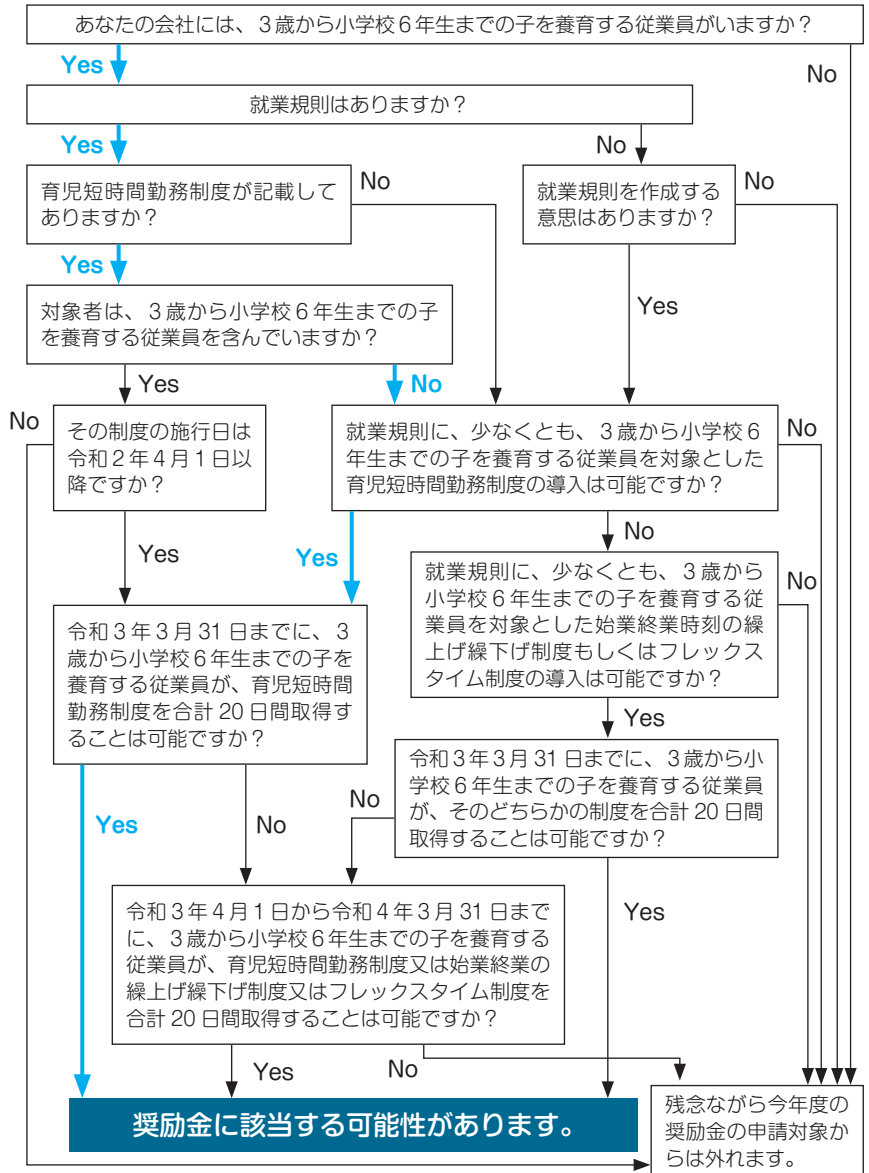 あなたの会社には、３歳から小学校６年生までの子を養育する従業員がいますか？
Yes
No
就業規則はありますか？
Yes
No
育児短時間勤務制度が記載して
ありますか？
No
就業規則を作成する
意思はありますか？
No
Yes
Yes
対象者は、３歳から小学校６年生までの子
を養育する従業員を含んでいますか？
Yes
No
No
その制度の施行日は
令和２年４月１日以
降ですか？
就業規則に、少なくとも、３歳から小学校６
年生までの子を養育する従業員を対象とした
育児短時間勤務制度の導入は可能ですか？
No
Yes
Yes
No
就業規則に、少なくとも、３歳から
小学校６年生までの子を養育する従
業員を対象とした始業終業時刻の繰
上げ繰下げ制度もしくはフレックス
タイム制度の導入は可能ですか？
No
令和３年３月 31 日までに、３
歳から小学校６年生までの子を
養育する従業員が、育児短時間
勤務制度を合計 20 日間取得す
ることは可能ですか？
Yes
令和３年３月 31 日までに、３歳から小
学校６年生までの子を養育する従業員
が、そのどちらかの制度を合計 20 日間
取得することは可能ですか？
Yes
No
No
令和３年４月１日から令和４年３月 31 日まで
に、３歳から小学校６年生までの子を養育する
従業員が、育児短時間勤務制度又は始業終業の
繰上げ繰下げ制度又はフレックスタイム制度を
合計 20 日間取得することは可能ですか？
Yes
Yes
No
奨励金に該当する可能性があります。
残念ながら今年度の
奨励金の申請対象か
らは外れます。